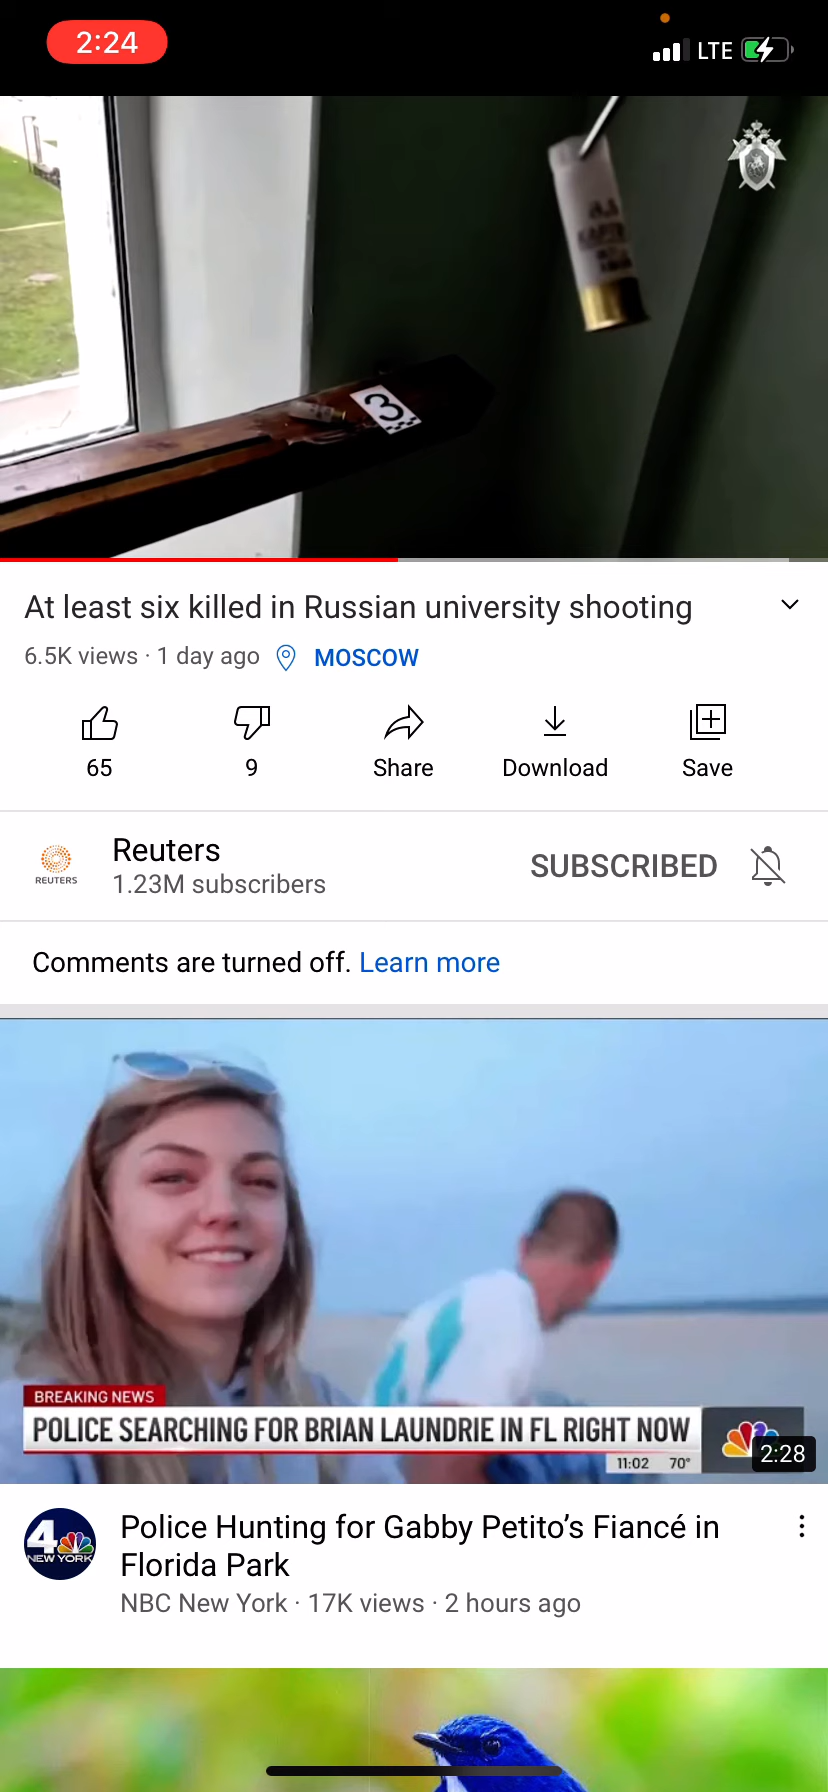 2:24
LTE
3
At least six killed in Russian university shooting
6.5K views · 1 day ago MOSCOW
65
9
Share
Download
Save
Reuters
REUTERS
1.23M subscribers
SUBSCRIBED
Comments are turned off. Learn more
BREAKING NEWS
POLICE SEARCHING FOR BRIAN LAUNDRIE IN FL RIGHT NOW
11:02 70°
2:28
4
NEW YORK
Police Hunting for Gabby Petito’s Fiancé in
Florida Park
NBC New York · 17K views · 2 hours ago